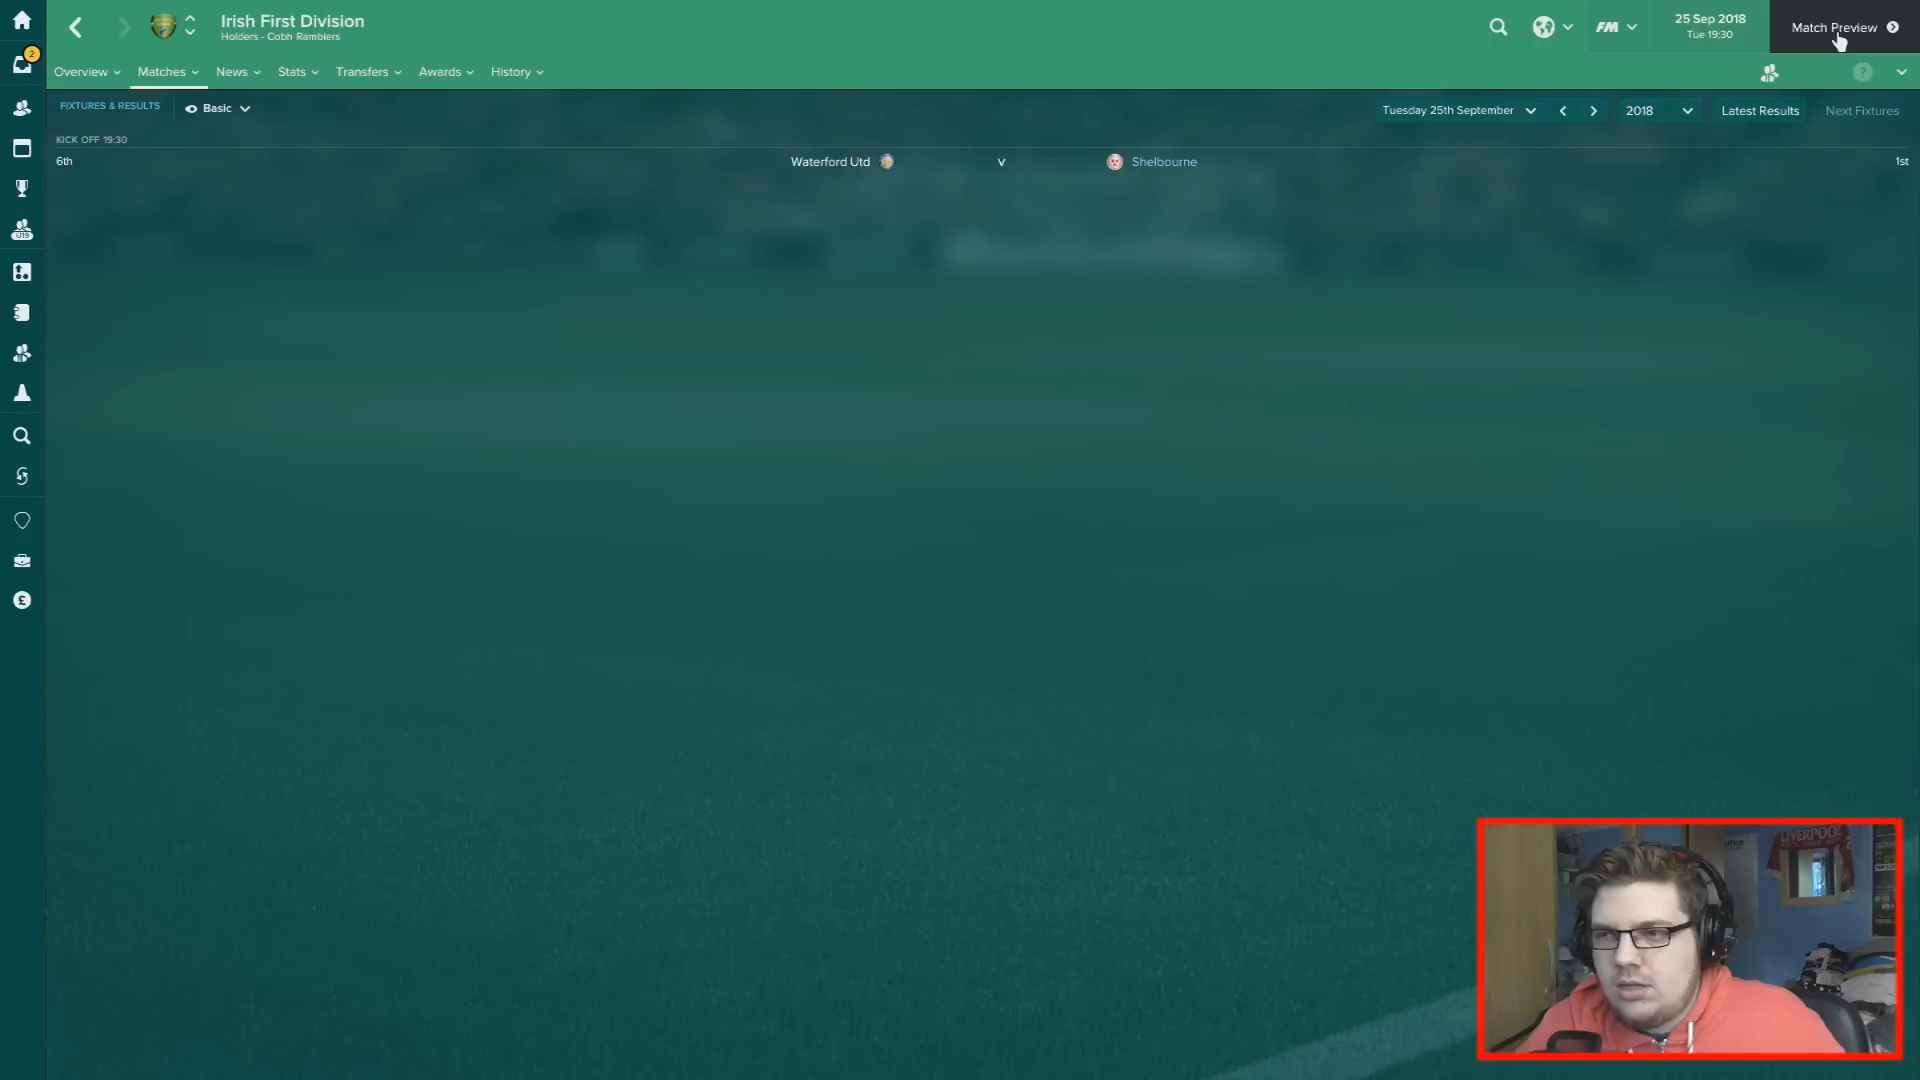 Irish First Division
Holders - Cobh Ramblers
FM
25 Sep 2018
Tue 19:30
Match Preview
2
Overview
Matches
News
Stats
Transfers
Awards
History
?
FIXTURES & RESULTS
Basic
Tuesday 25th September
2018
Latest Results
Next Fixtures
KICK OFF 19:30
6th
Waterford Utd
v
Shelbourne
1st
U19
£
LIVERPOOL